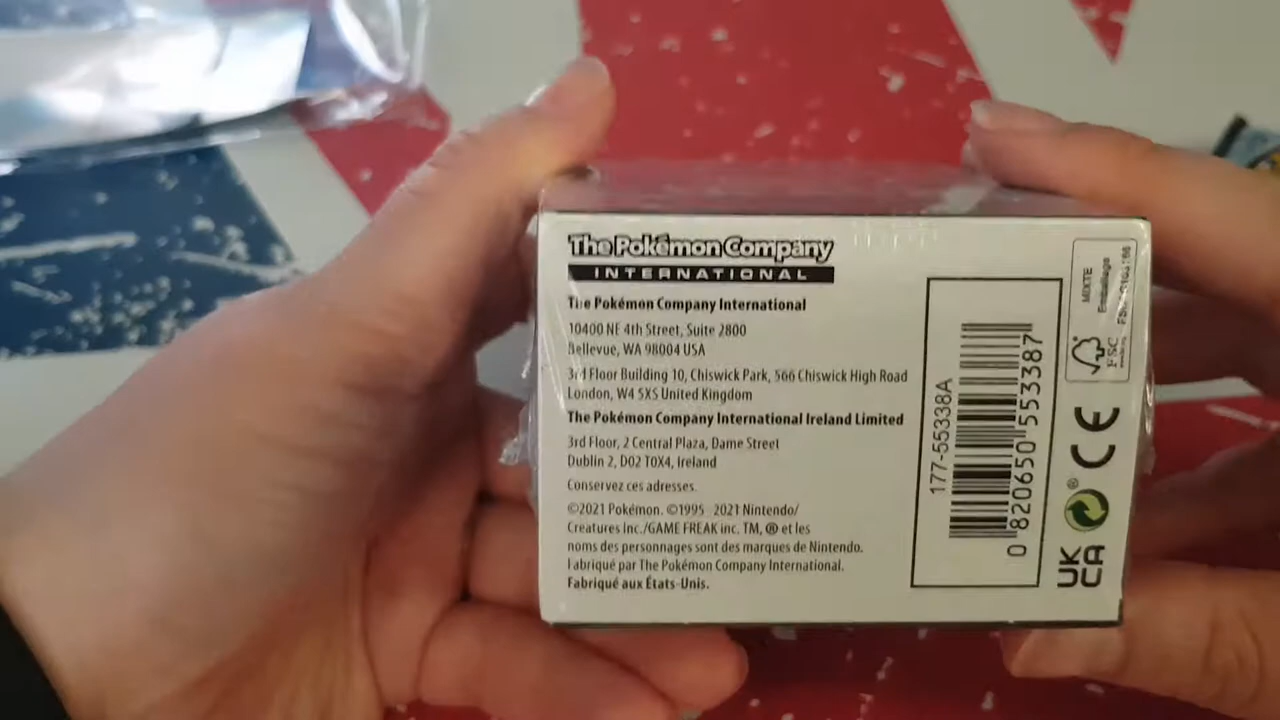 The Pokémon Company
INTERNATIONAL
The Pokémon Company International
10400 NE 4th Street, Suite 2800
Bellevue, WA 98004 USA
3rd Floor Building 10, Chiswick Park, 566 Chiswick High Road
London, W4 5XS United Kingdom
The Pokémon Company International Ireland Limited
3rd Floor, 2 Central Plaza, Dame Street
Dublin 2, D02 T0X4, Ireland
Conservez ces adresses.
©2021 Pokémon. ©1995–2021 Nintendo/
Creatures Inc./GAME FREAK inc. TM, ® et les
noms des personnages sont des marques de Nintendo.
Fabriqué par The Pokémon Company International.
Fabriqué aux États-Unis.
177-55338A
0 820650 553387
MIXTE
Emballage
FSC
CE
®
UK
CA